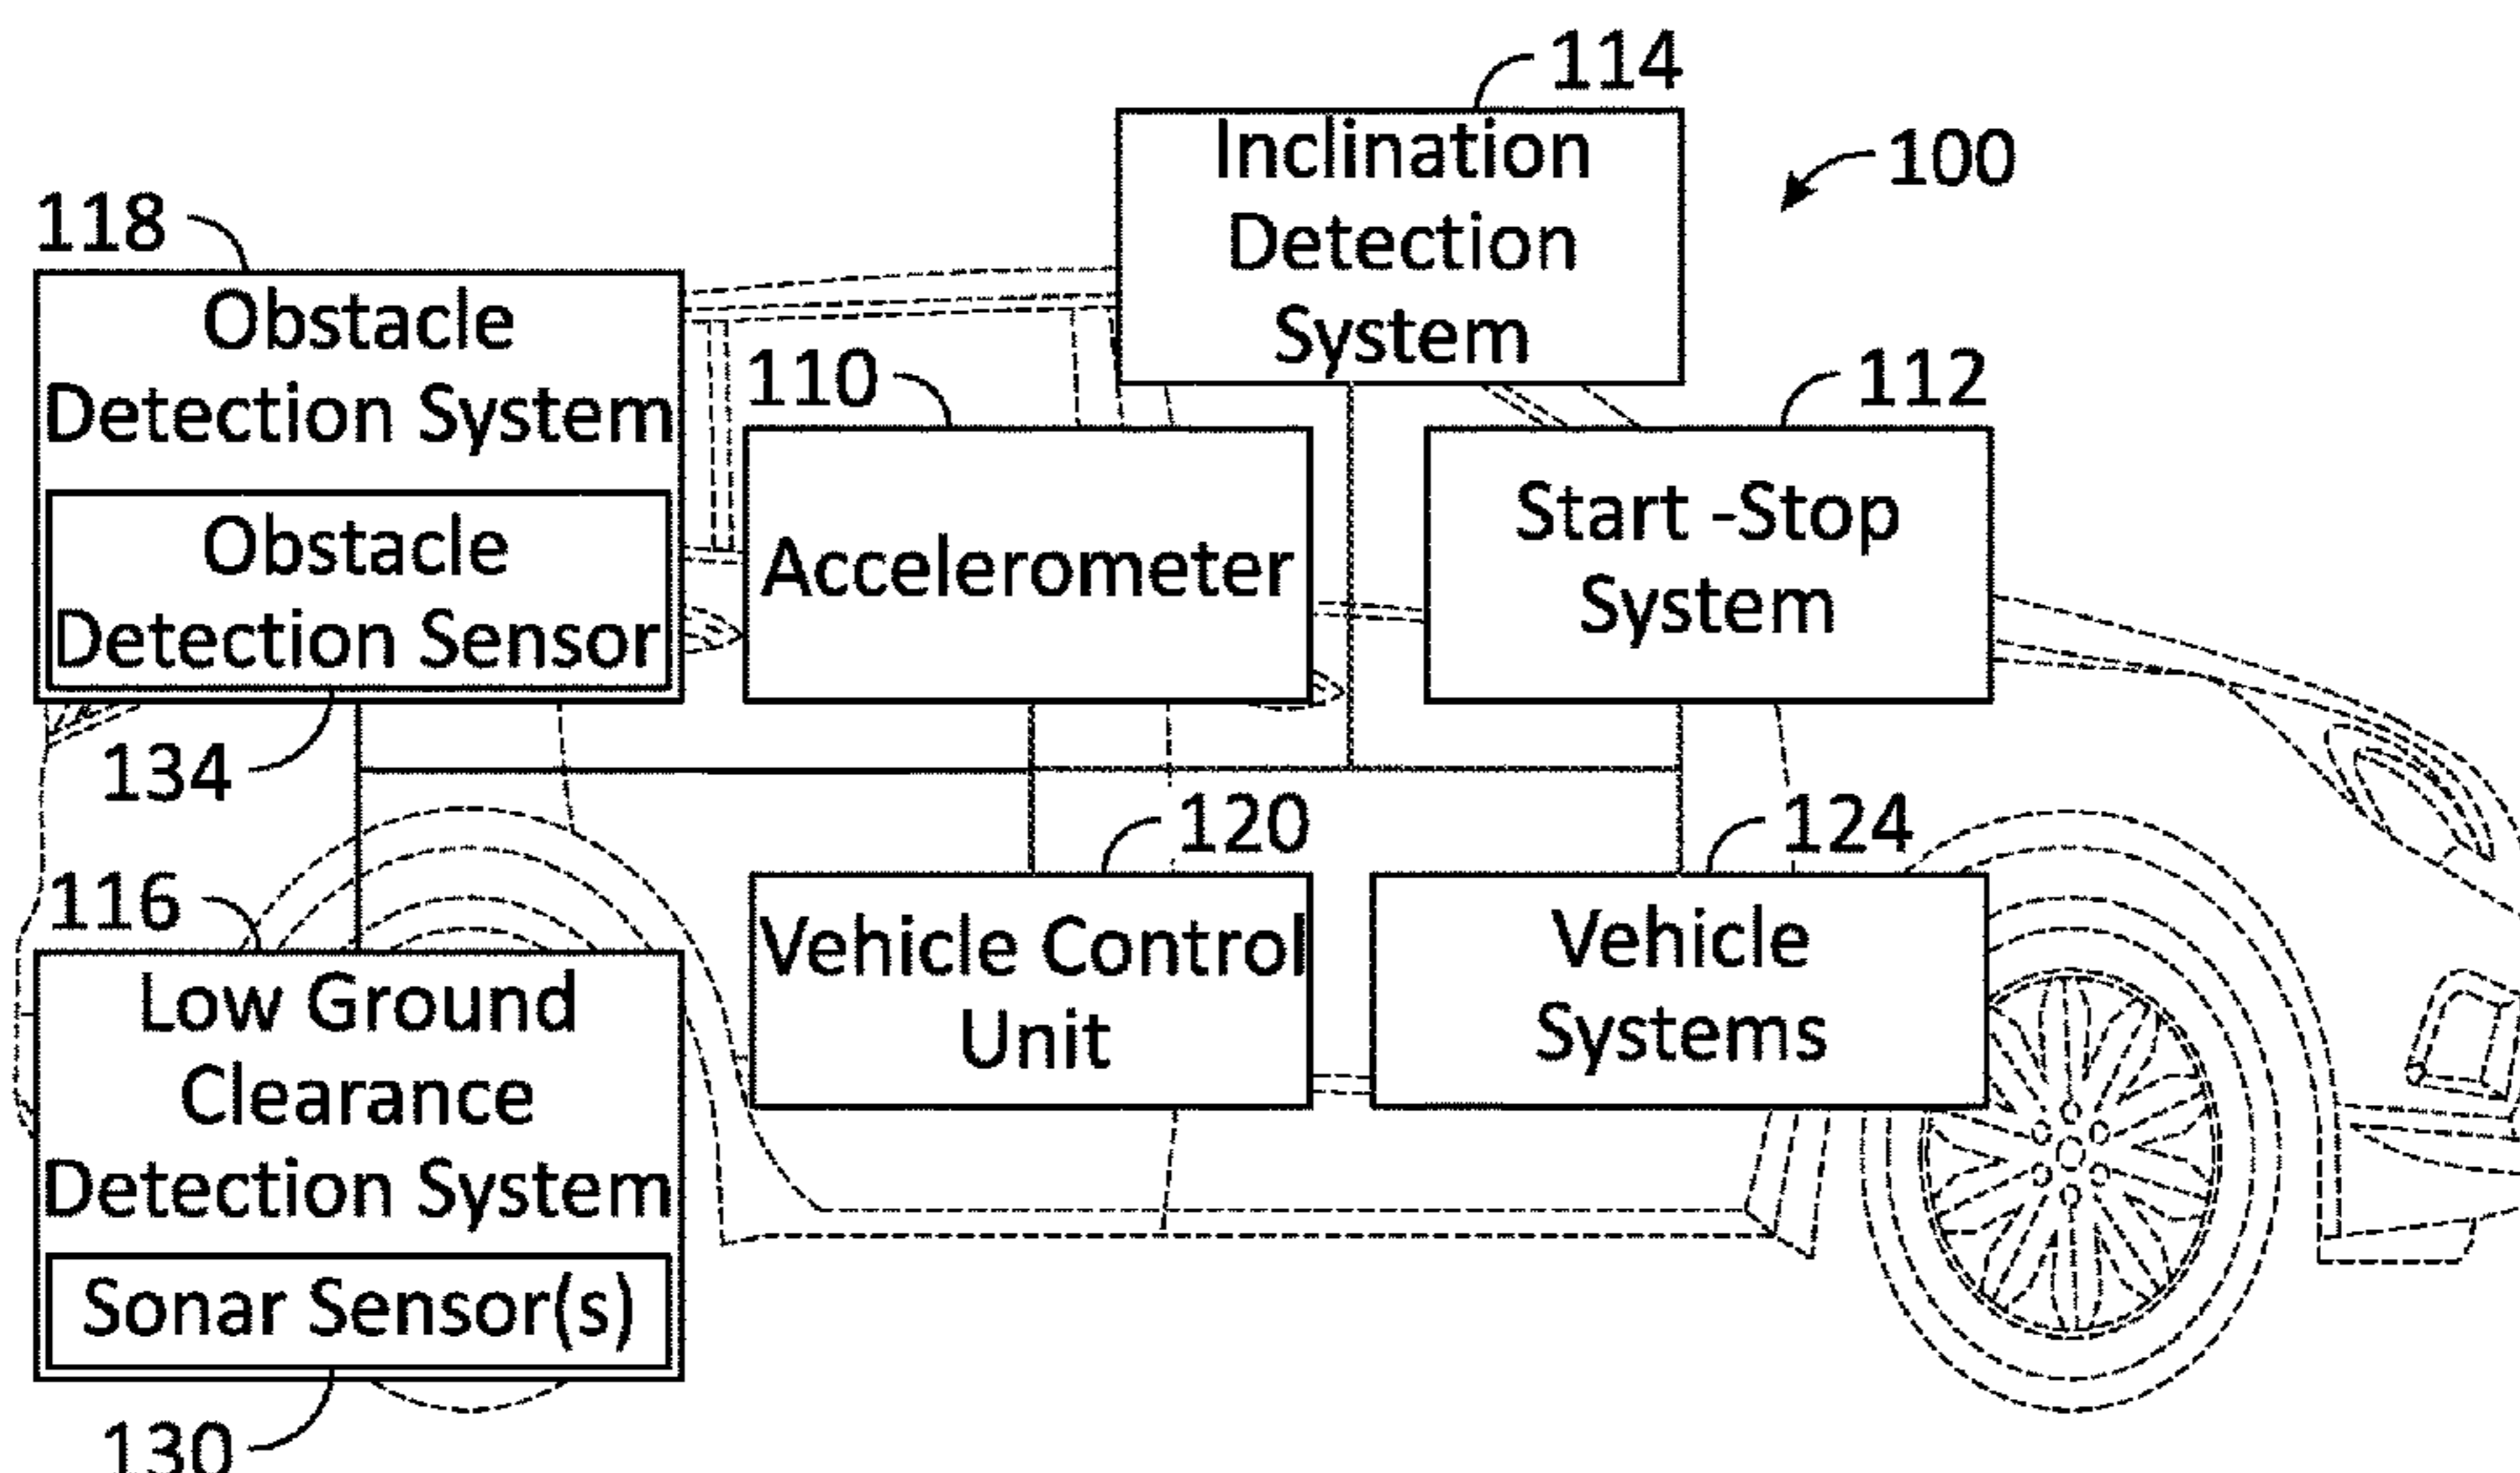 114
Inclination
Detection
System
100
118
Obstacle
Detection System
Obstacle
Detection Sensor
134
110
Accelerometer
112
Start -Stop
System
120
Vehicle Control
Unit
124
Vehicle
Systems
116
Low Ground
Clearance
Detection System
Sonar Sensor(s)
130